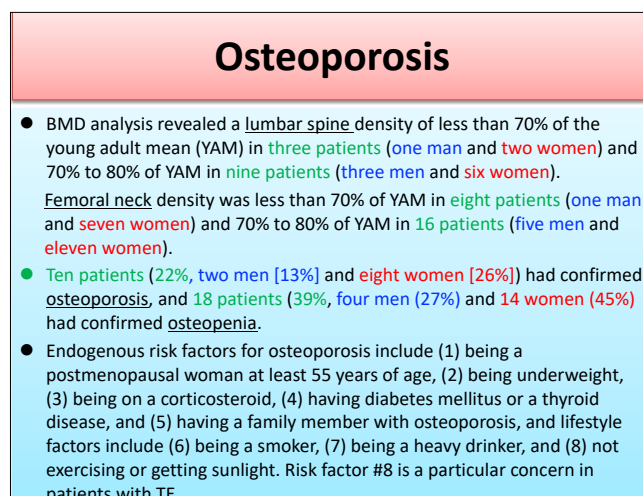 Osteoporosis
● BMD analysis revealed a lumbar spine density of less than 70% of the
young adult mean (YAM) in three patients (one man and two women) and
70% to 80% of YAM in nine patients (three men and six women).
Femoral neck density was less than 70% of YAM in eight patients (one man
and seven women) and 70% to 80% of YAM in 16 patients (five men and
eleven women).
● Ten patients (22%, two men [13%] and eight women [26%]) had confirmed
osteoporosis, and 18 patients (39%, four men (27%) and 14 women (45%)
had confirmed osteopenia.
● Endogenous risk factors for osteoporosis include (1) being a
postmenopausal woman at least 55 years of age, (2) being underweight,
(3) being on a corticosteroid, (4) having diabetes mellitus or a thyroid
disease, and (5) having a family member with osteoporosis, and lifestyle
factors include (6) being a smoker, (7) being a heavy drinker, and (8) not
exercising or getting sunlight. Risk factor #8 is a particular concern in
patients with TF